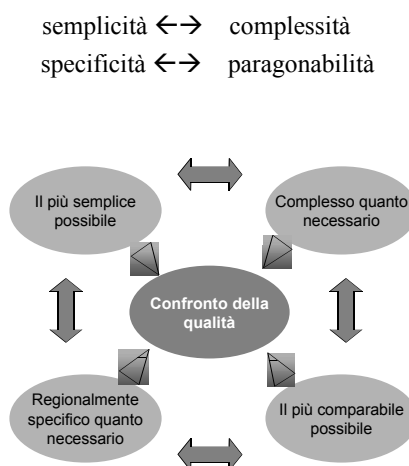 semplicità ←→ complessità
specificità ←→ paragonabilità
Il più semplice
possibile
Complesso quanto
necessario
Confronto della
qualità
Regionalmente
specifico quanto
necessario
Il più comparabile
possibile